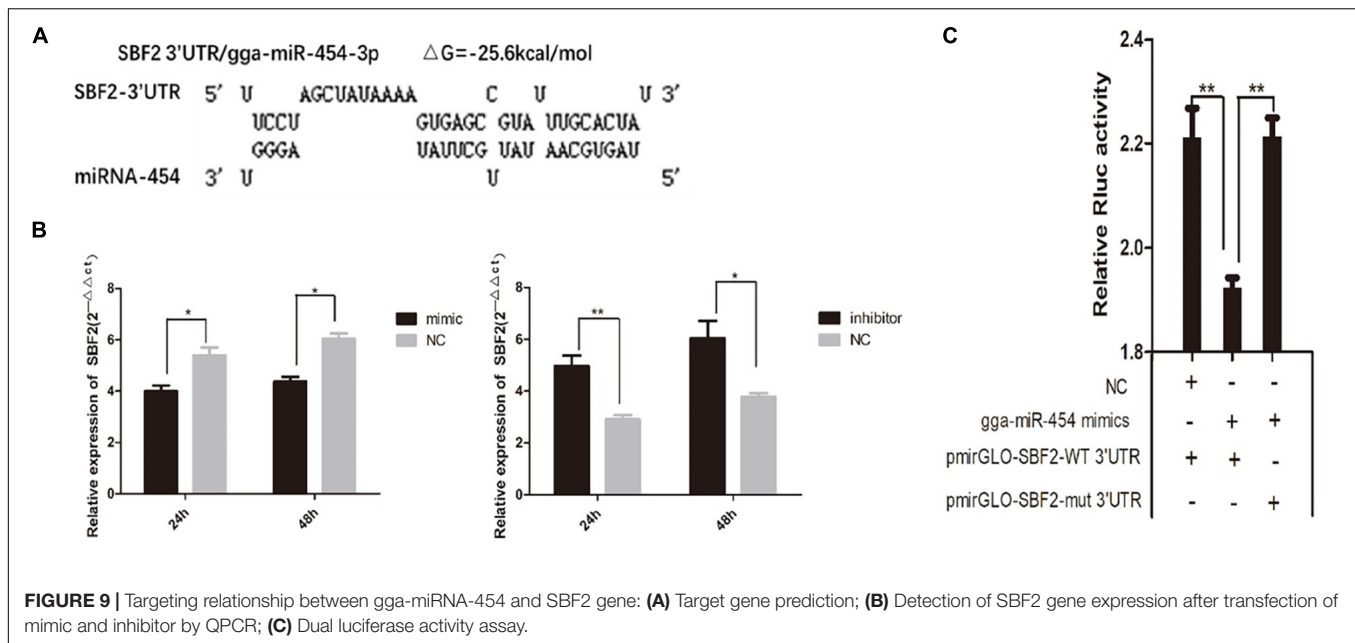 A
SBF2 3'UTR/gga-miR-454-3p △G=-25.6kcal/mol
SBF2-3'UTR 5' U AGCUAUAAAA C U U 3'
UCCU GUGAGC GUA UUGCACUA
GGGA UAUUCG UAU AACGUGAU
miRNA-454 3' U U 5'
B
Relative expression of SBF2(2^—△△ct)
8
6
4
2
0
*
*
24h
48h
mimic
NC
Relative expression of SBF2(2^—△△ct)
8
6
4
2
0
**
*
24h
48h
inhibitor
NC
C
Relative Rluc activity
2.4
2.2
2.0
1.8
** **
NC + - -
gga-miR-454 mimics - + +
pmirGLO-SBF2-WT 3'UTR + + -
pmirGLO-SBF2-mut 3'UTR - - +
FIGURE 9 | Targeting relationship between gga-miRNA-454 and SBF2 gene: (A) Target gene prediction; (B) Detection of SBF2 gene expression after transfection of
mimic and inhibitor by QPCR; (C) Dual luciferase activity assay.